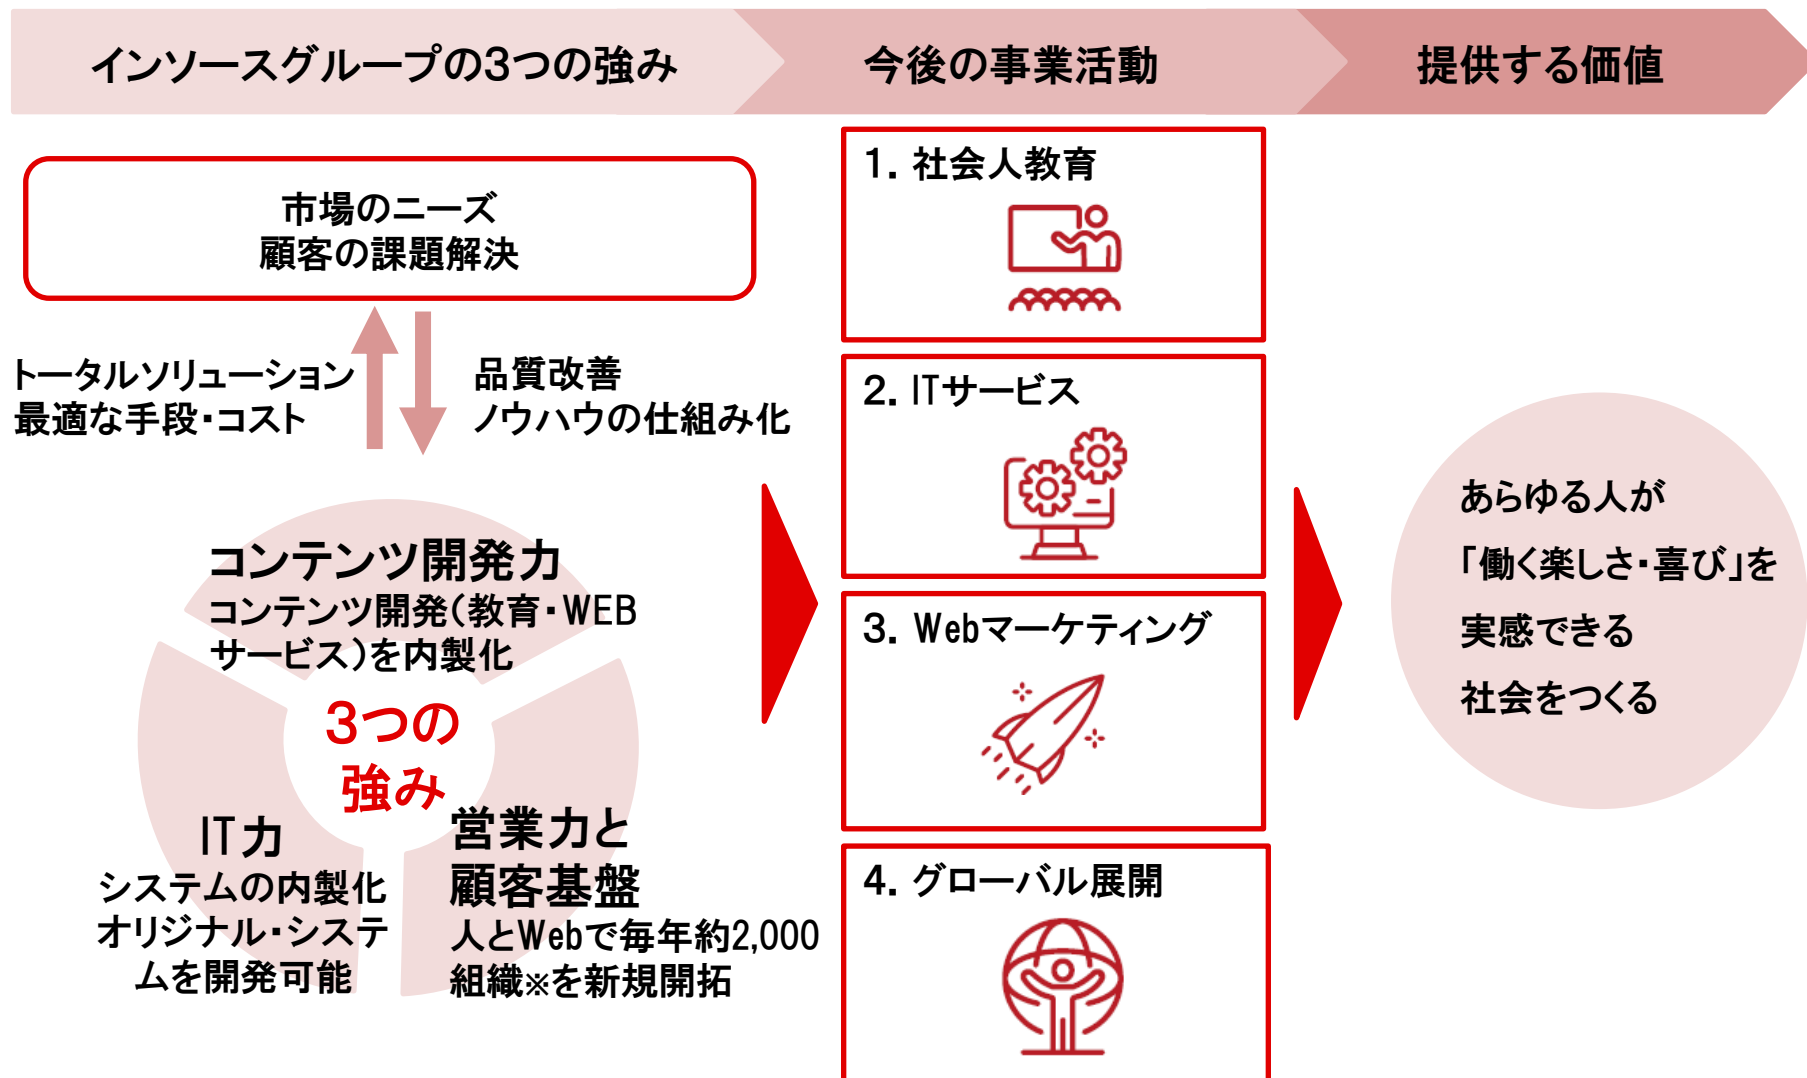 インソースグループの3つの強み
今後の事業活動
提供する価値
市場のニーズ
顧客の課題解決
トータルソリューション
最適な手段・コスト
品質改善
ノウハウの仕組み化
コンテンツ開発力
コンテンツ開発(教育・WEB
サービス)を内製化
3つの
強み
IT力
システムの内製化
オリジナル・システ
ムを開発可能
営業力と
顧客基盤
人とWebで毎年約2,000
組織※を新規開拓
1. 社会人教育
2. ITサービス
3. Webマーケティング
4. グローバル展開
あらゆる人が
「働く楽しさ・喜び」を
実感できる
社会をつくる